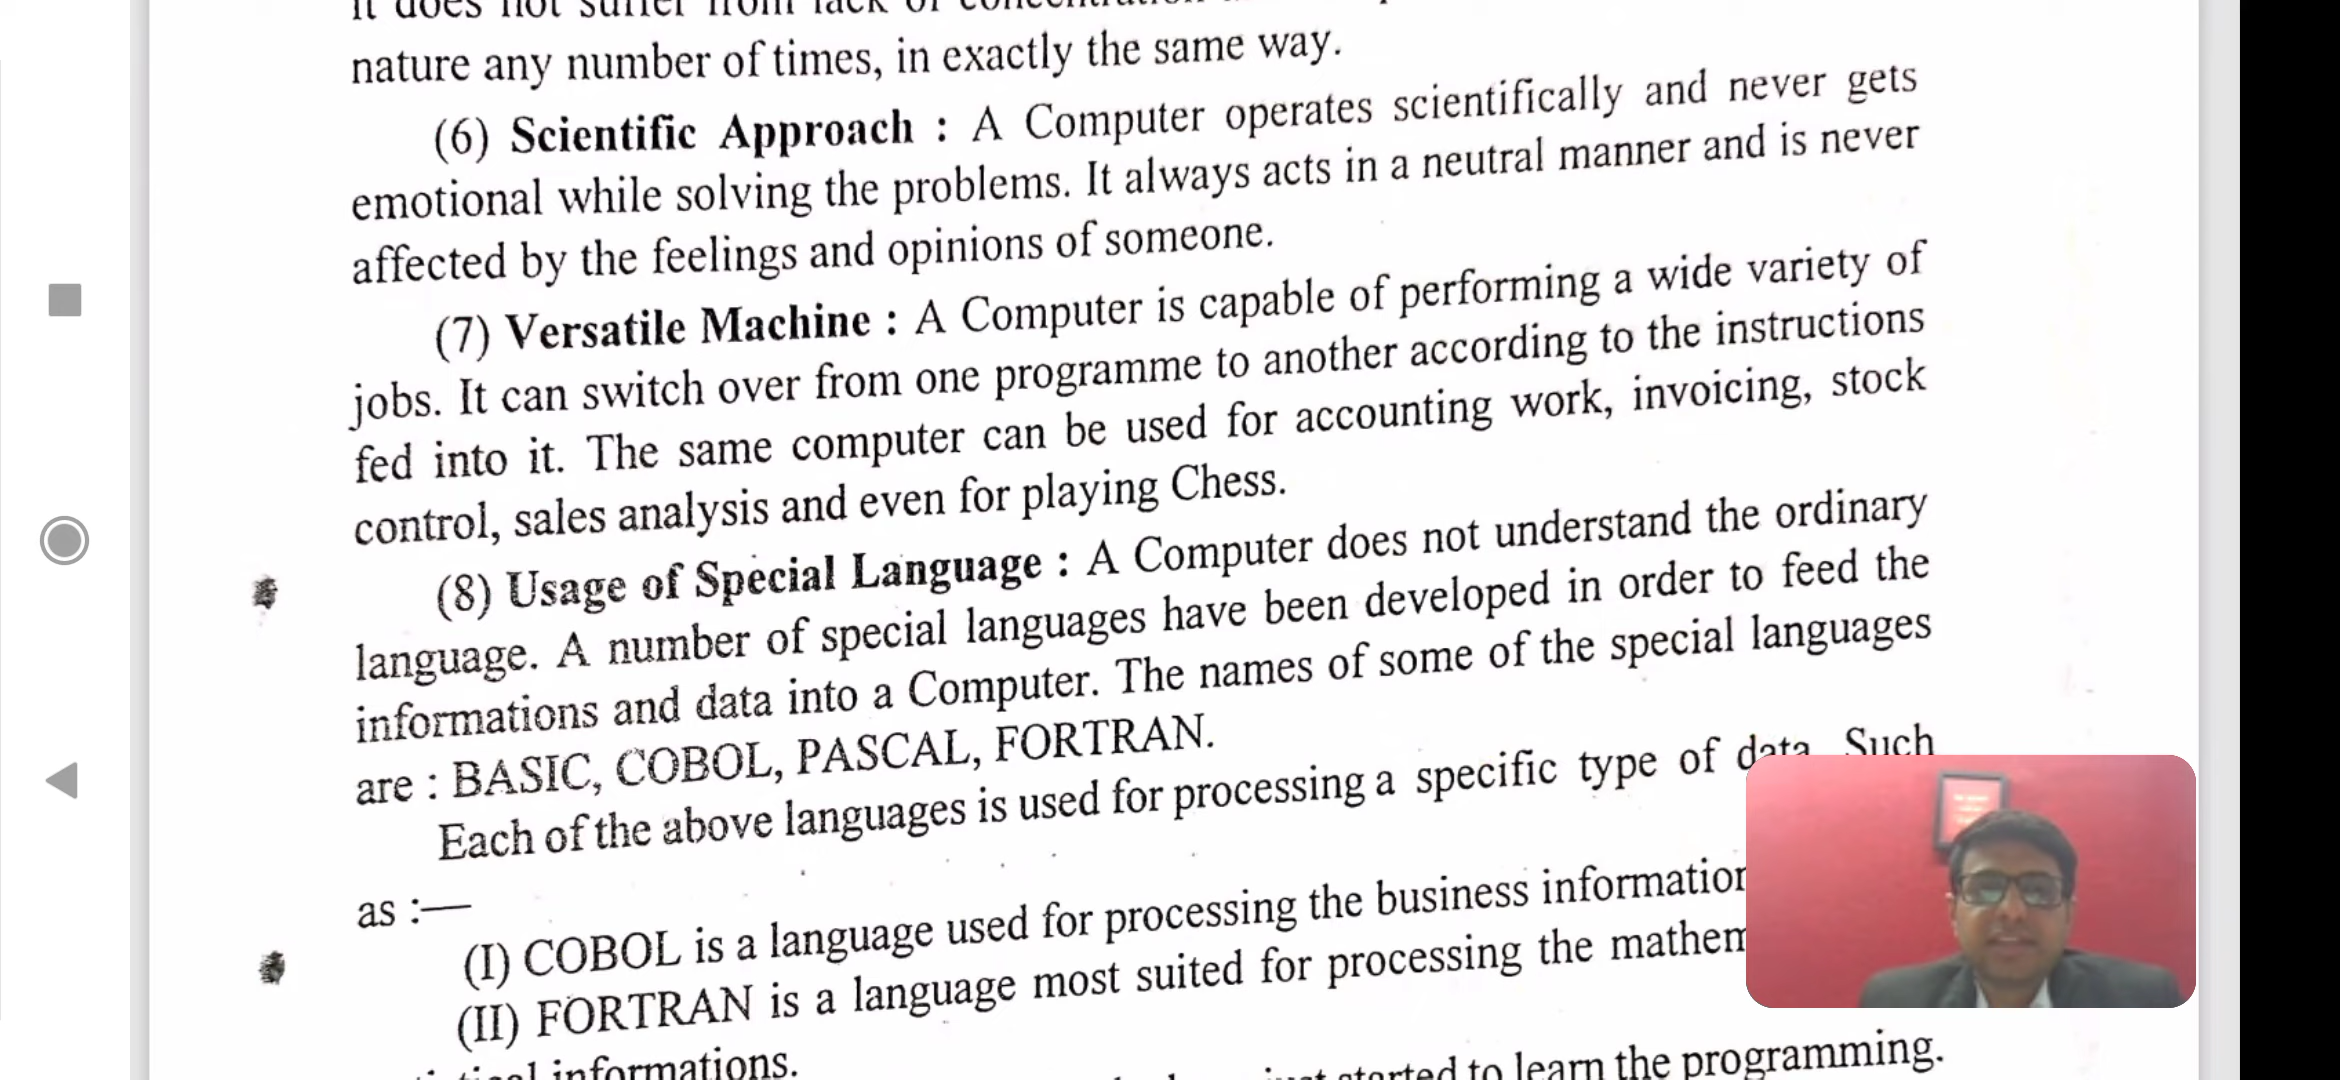 it does not suffer from lack of
nature any number of times, in exactly the same way.
(6) Scientific Approach : A Computer operates scientifically and never gets
emotional while solving the problems. It always acts in a neutral manner and is never
affected by the feelings and opinions of someone.
(7) Versatile Machine : A Computer is capable of performing a wide variety of
jobs. It can switch over from one programme to another according to the instructions
fed into it. The same computer can be used for accounting work, invoicing, stock
control, sales analysis and even for playing Chess.
(8) Usage of Special Language : A Computer does not understand the ordinary
language. A number of special languages have been developed in order to feed the
informations and data into a Computer. The names of some of the special languages
are : BASIC, COBOL, PASCAL, FORTRAN.
Each of the above languages is used for processing a specific type of data. Such
as :—
(I) COBOL is a language used for processing the business information
(II) FORTRAN is a language most suited for processing the mathem
informations.
just started to learn the programming.